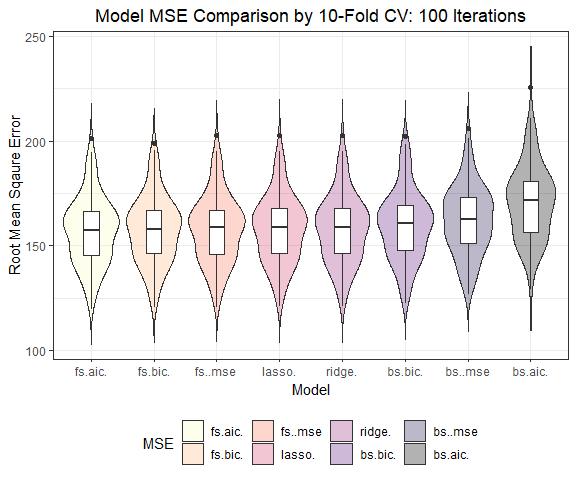 Model MSE Comparison by 10-Fold CV: 100 Iterations
Root Mean Sqaure Error
250
200
150
100
fs.aic. fs.bic. fs..mse lasso. ridge. bs.bic. bs..mse bs.aic.
Model
MSE
fs.aic. fs..mse ridge. bs..mse
fs.bic. lasso. bs.bic. bs.aic.